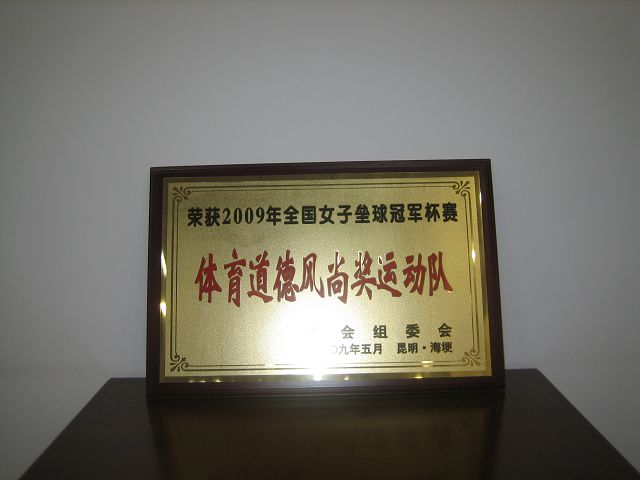 荣获2009年全国女子垒球冠军杯赛
体育道德风尚奖运动队
会组委会
〇九年五月 昆明·海埂